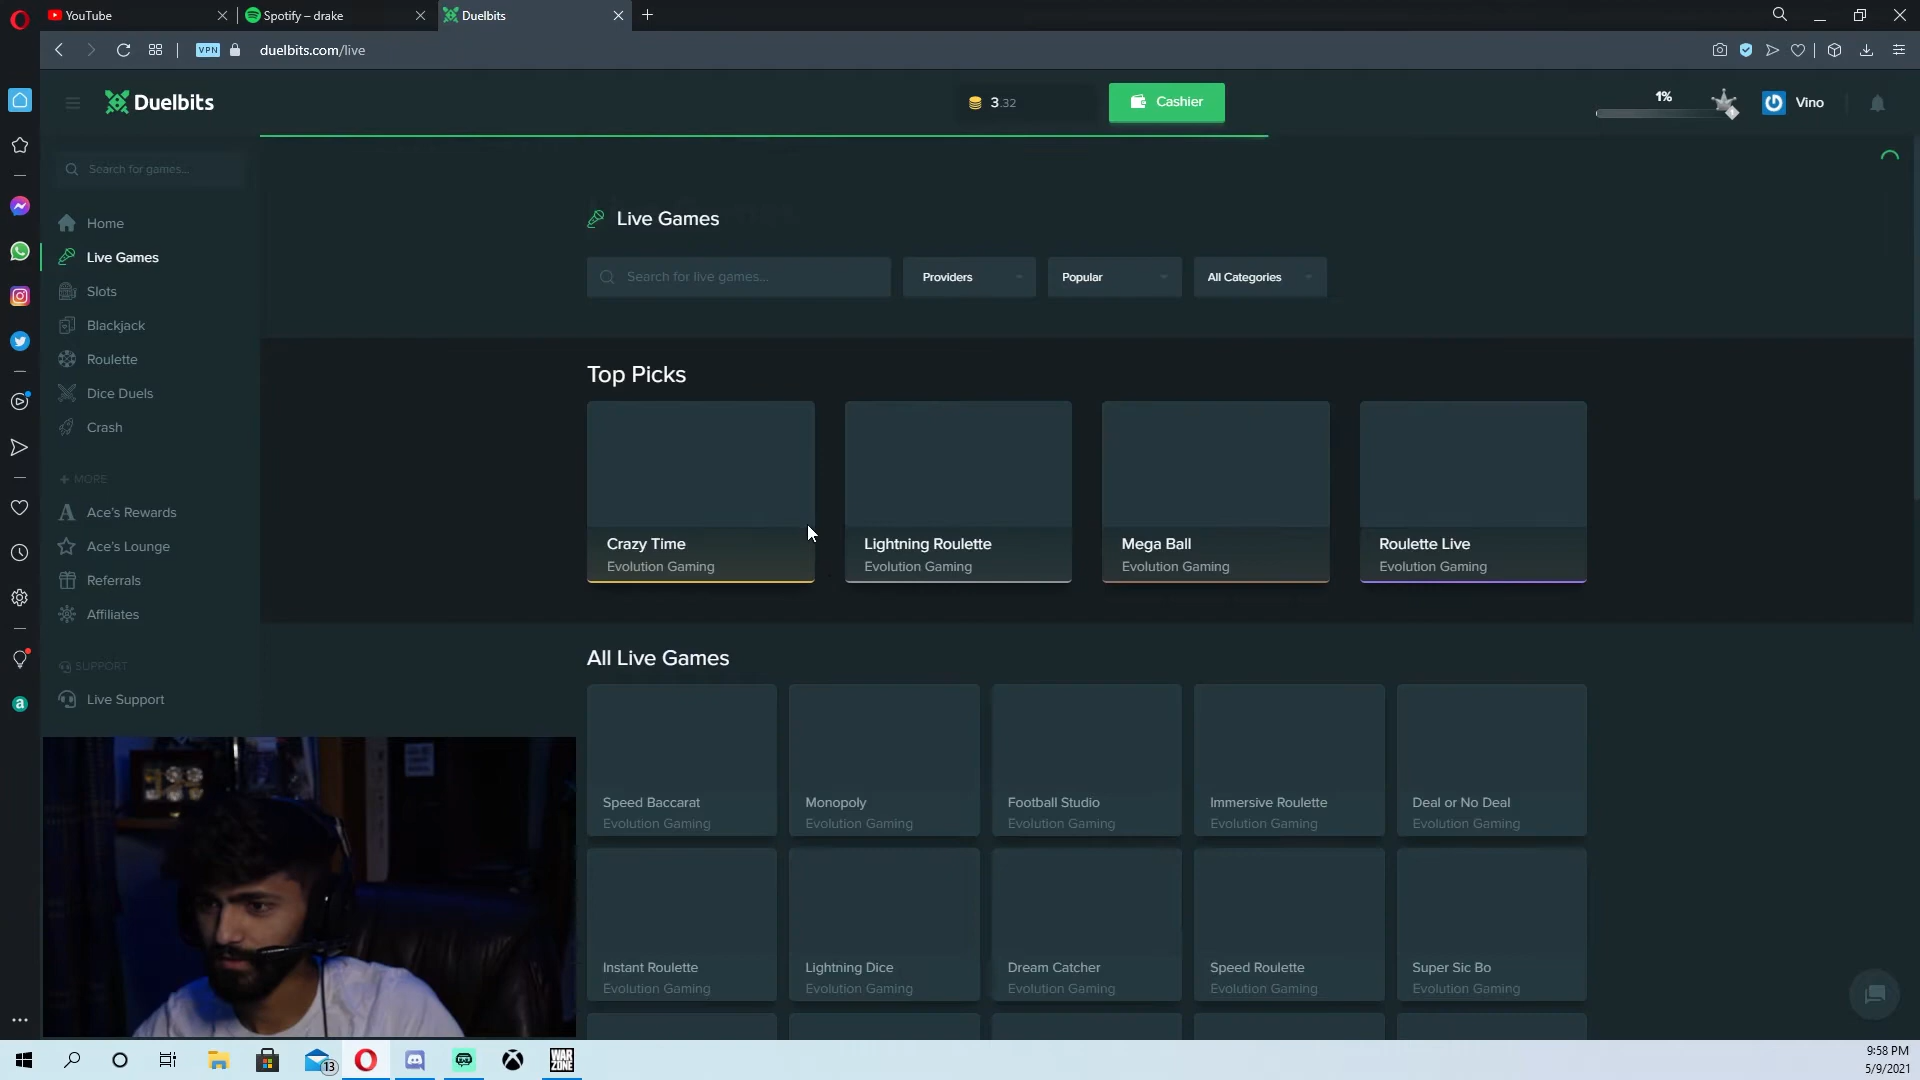 YouTube
Spotify – drake
Duelbits
VPN
duelbits.com/live
Duelbits
3.32
Cashier
1%
1
Vino
Search for games...
Home
Live Games
Slots
Blackjack
Roulette
Dice Duels
Crash
+ MORE
Ace's Rewards
Ace's Lounge
Referrals
Affiliates
SUPPORT
Live Support
Live Games
Search for live games...
Providers
Popular
All Categories
Top Picks
Crazy Time
Evolution Gaming
Lightning Roulette
Evolution Gaming
Mega Ball
Evolution Gaming
Roulette Live
Evolution Gaming
All Live Games
Speed Baccarat
Evolution Gaming
Monopoly
Evolution Gaming
Football Studio
Evolution Gaming
Immersive Roulette
Evolution Gaming
Deal or No Deal
Evolution Gaming
Instant Roulette
Evolution Gaming
Lightning Dice
Evolution Gaming
Dream Catcher
Evolution Gaming
Speed Roulette
Evolution Gaming
Super Sic Bo
Evolution Gaming
13
WAR
ZONE
9:58 PM
5/9/2021